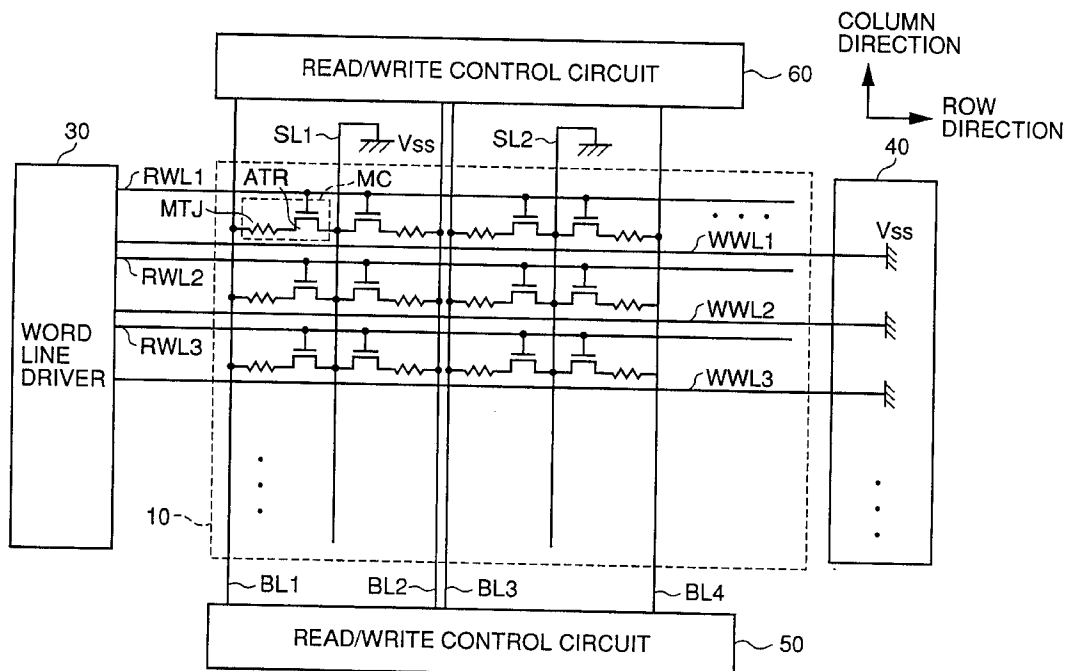 COLUMN
DIRECTION
ROW
DIRECTION
READ/WRITE CONTROL CIRCUIT
60
30
SL1
Vss
SL2
40
RWL1
ATR
MC
MTJ
Vss
WWL1
RWL2
WWL2
WORD
LINE
DRIVER
RWL3
WWL3
10
BL1
BL2
BL3
BL4
READ/WRITE CONTROL CIRCUIT
50